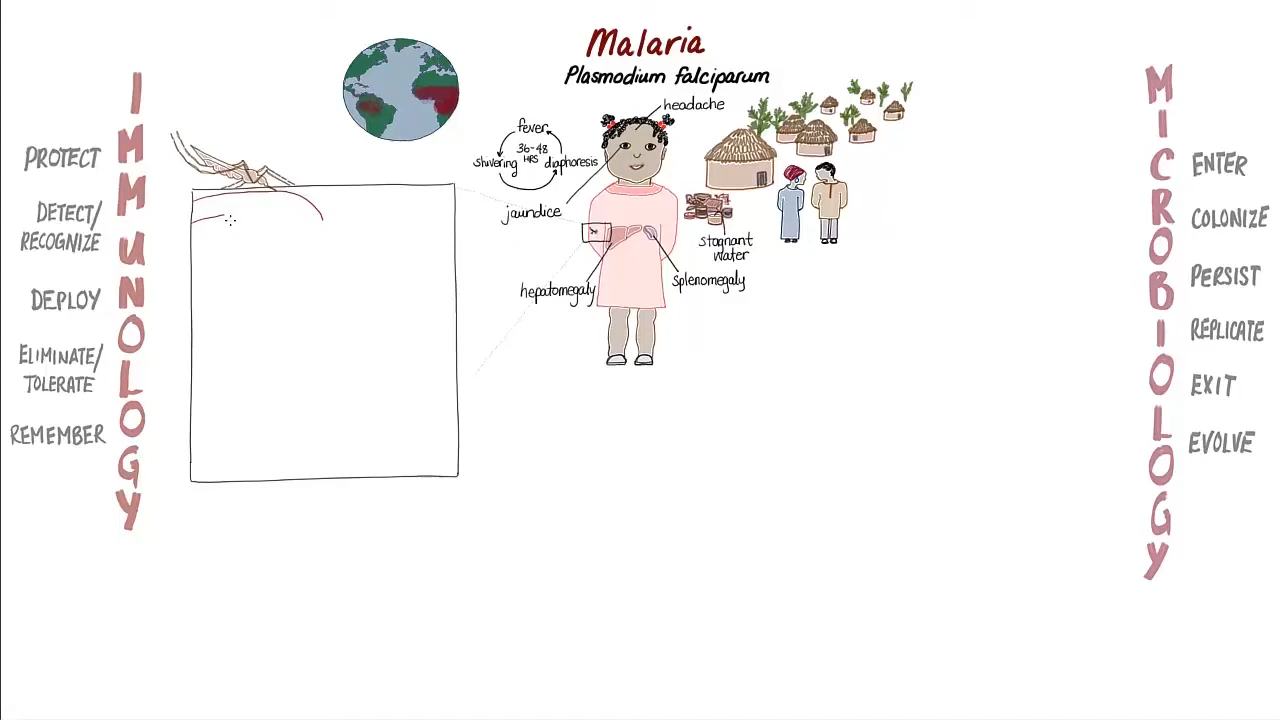 Malaria
Plasmodium falciparum
headache
fever
36-48
HRS
shivering
diaphoresis
jaundice
hepatomegaly
splenomegaly
stagnant
water
IMMUNOLOGY
PROTECT
DETECT/
RECOGNIZE
DEPLOY
ELIMINATE/
TOLERATE
REMEMBER
MICROBIOLOGY
ENTER
COLONIZE
PERSIST
REPLICATE
EXIT
EVOLVE